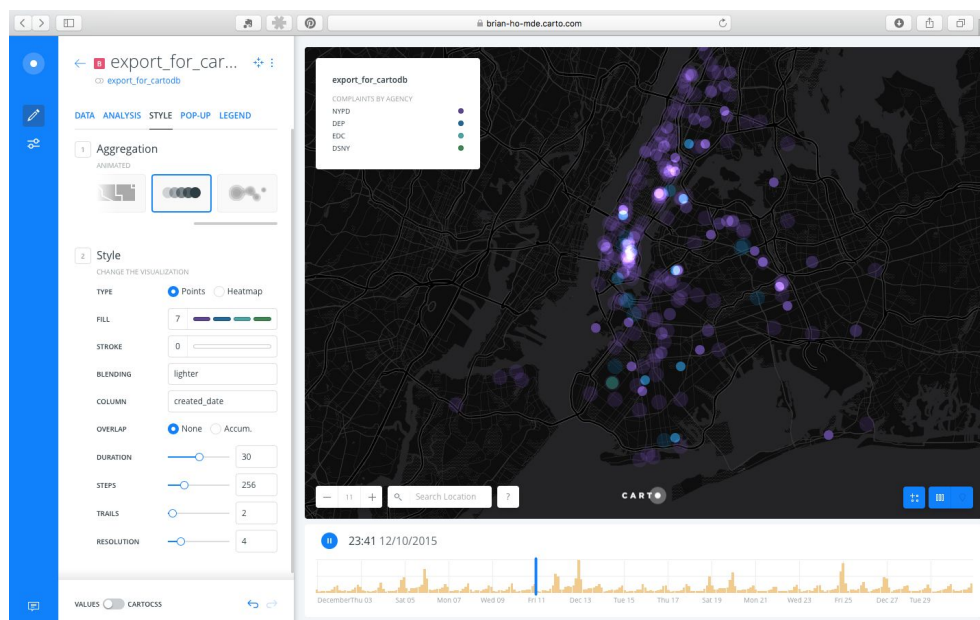 brian-ho-mde.carto.com
B export_for_car...
export_for_cartodb
DATA ANALYSIS STYLE POP-UP LEGEND
1 Aggregation
ANIMATED
2 Style
CHANGE THE VISUALIZATION
TYPE Points Heatmap
FILL 7
STROKE 0
BLENDING lighter
COLUMN created_date
OVERLAP None Accum.
DURATION 30
STEPS 256
TRAILS 2
RESOLUTION 4
VALUES CARTOCSS
export_for_cartodb
COMPLAINTS BY AGENCY
NYPD
DEP
EDC
DSNY
11 Search Location ?
CARTO
23:41 12/10/2015
DecemberThu 03 Sat 05 Mon 07 Wed 09 Fri 11 Dec 13 Tue 15 Thu 17 Sat 19 Mon 21 Wed 23 Fri 25 Dec 27 Tue 29